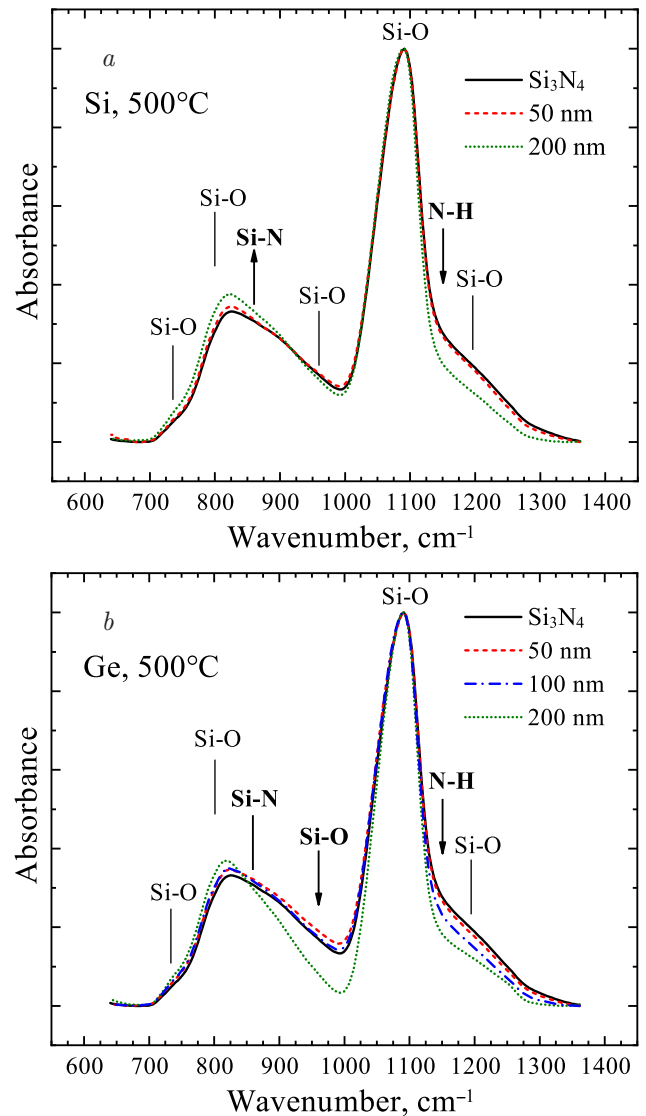 a
Si, 500°C
Si-O
Si₃N₄
50 nm
200 nm
Si-O
Si-N
Si-O
Si-O
N-H
Si-O
Absorbance
600 700 800 900 1000 1100 1200 1300 1400
Wavenumber, cm⁻¹
b
Ge, 500°C
Si-O
Si₃N₄
50 nm
100 nm
200 nm
Si-O
Si-N
Si-O
Si-O
N-H
Si-O
Absorbance
600 700 800 900 1000 1100 1200 1300 1400
Wavenumber, cm⁻¹